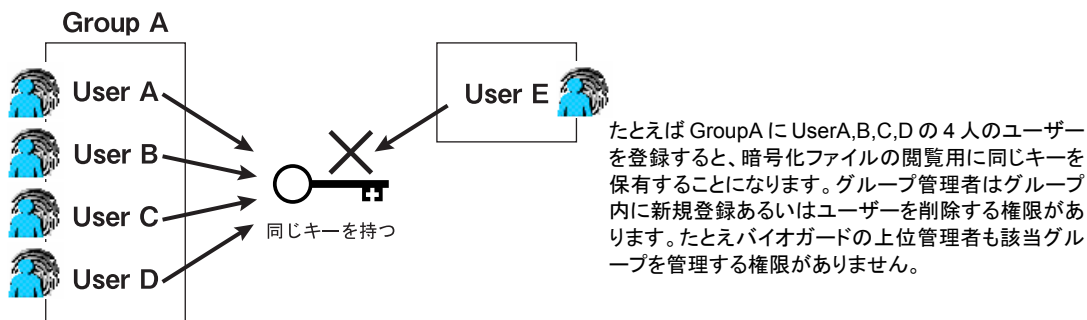 Group A
User A
User B
User C
User D
同じキーを持つ
User E
たとえば GroupA に UserA,B,C,D の 4 人のユーザー
を登録すると、暗号化ファイルの閲覧用に同じキーを
保有することになります。グループ管理者はグループ
内に新規登録あるいはユーザーを削除する権限があ
ります。たとえバイオガードの上位管理者も該当グル
ープを管理する権限がありません。